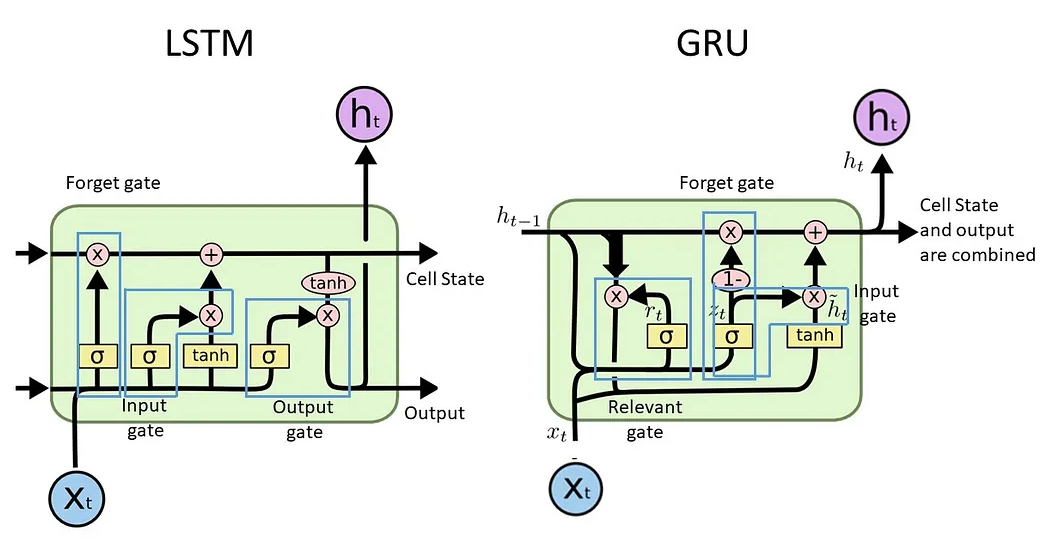 LSTM
GRU
h_t
h_t
h_t
Forget gate
Forget gate
h_{t-1}
Cell State
and output
are combined
x
+
tanh
Cell State
x
x
σ
σ
tanh
σ
Input
gate
Output
gate
Output
X_t
x
+
1-
x
r_t
z_t
x
h̃_t
Input
gate
σ
σ
tanh
Relevant
gate
x_t
X_t